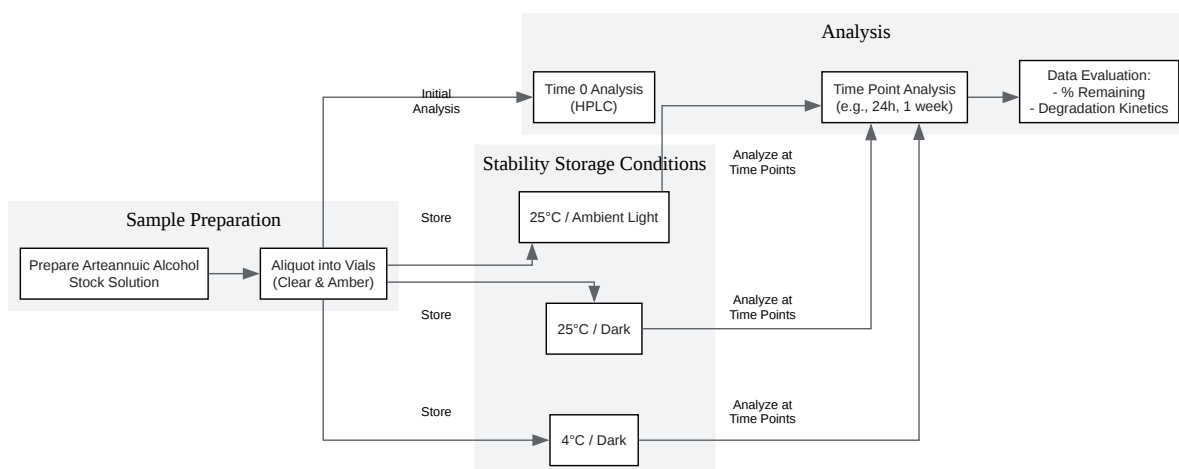 Analysis
Initial
Analysis
Time 0 Analysis
(HPLC)
Time Point Analysis
(e.g., 24h, 1 week)
Data Evaluation:
- % Remaining
- Degradation Kinetics
Stability Storage Conditions
Analyze at
Time Points
Sample Preparation
Store
25°C / Ambient Light
Prepare Arteannuic Alcohol
Stock Solution
Aliquot into Vials
(Clear & Amber)
Store
25°C / Dark
Analyze at
Time Points
Store
4°C / Dark
Analyze at
Time Points